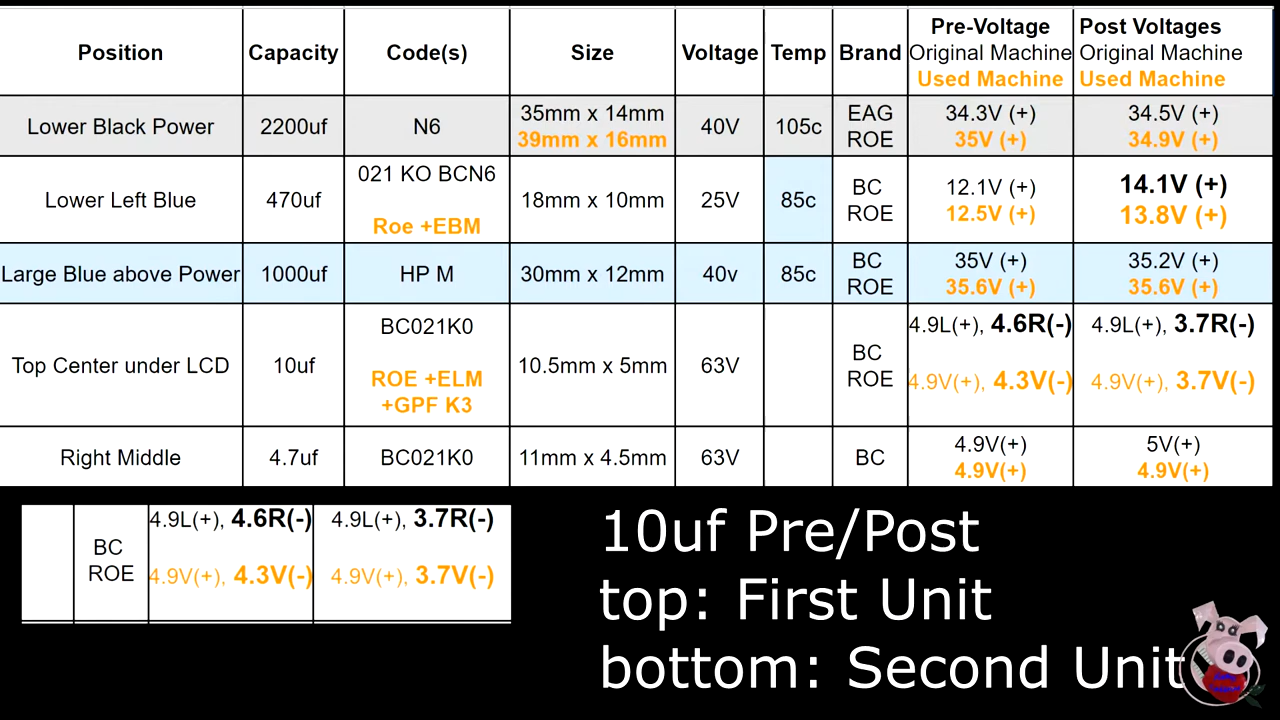 Position Capacity Code(s) Size Voltage Temp Brand Pre-Voltage Original Machine Used Machine Post Voltages Original Machine Used Machine
Lower Black Power 2200uf N6 35mm x 14mm 39mm x 16mm 40V 105c EAG ROE 34.3V (+) 35V (+) 34.5V (+) 34.9V (+)
Lower Left Blue 470uf 021 KO BCN6 Roe +EBM 18mm x 10mm 25V 85c BC ROE 12.1V (+) 12.5V (+) 14.1V (+) 13.8V (+)
Large Blue above Power 1000uf HP M 30mm x 12mm 40v 85c BC ROE 35V (+) 35.6V (+) 35.2V (+) 35.6V (+)
Top Center under LCD 10uf BC021K0 ROE +ELM +GPF K3 10.5mm x 5mm 63V BC ROE 4.9L(+), 4.6R(-) 4.9V(+), 4.3V(-) 4.9L(+), 3.7R(-) 4.9V(+), 3.7V(-)
Right Middle 4.7uf BC021K0 11mm x 4.5mm 63V BC 4.9V(+) 4.9V(+) 5V(+) 4.9V(+)
BC ROE 4.9L(+), 4.6R(-) 4.9V(+), 4.3V(-) 4.9L(+), 3.7R(-) 4.9V(+), 3.7V(-)
10uf Pre/Post
top: First Unit
bottom: Second Unit